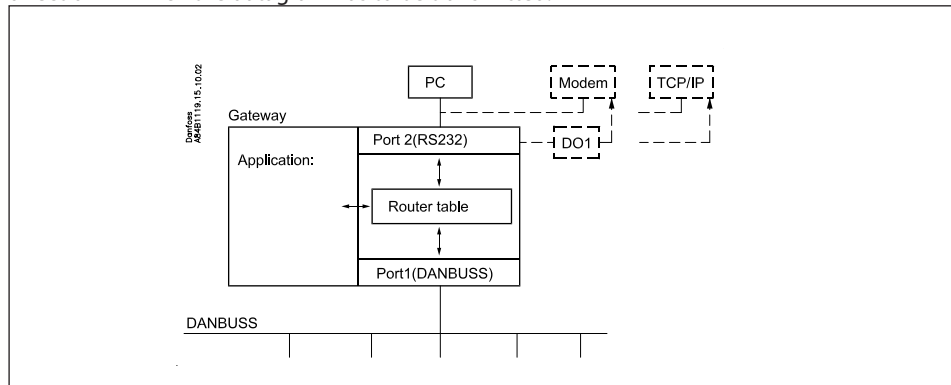 PC
Modem
TCP/IP
Danfoss
A84B1119.15.10.02
Gateway
Port 2(RS232)
DO1
Application:
Router table
Port1(DANBUSS)
DANBUSS